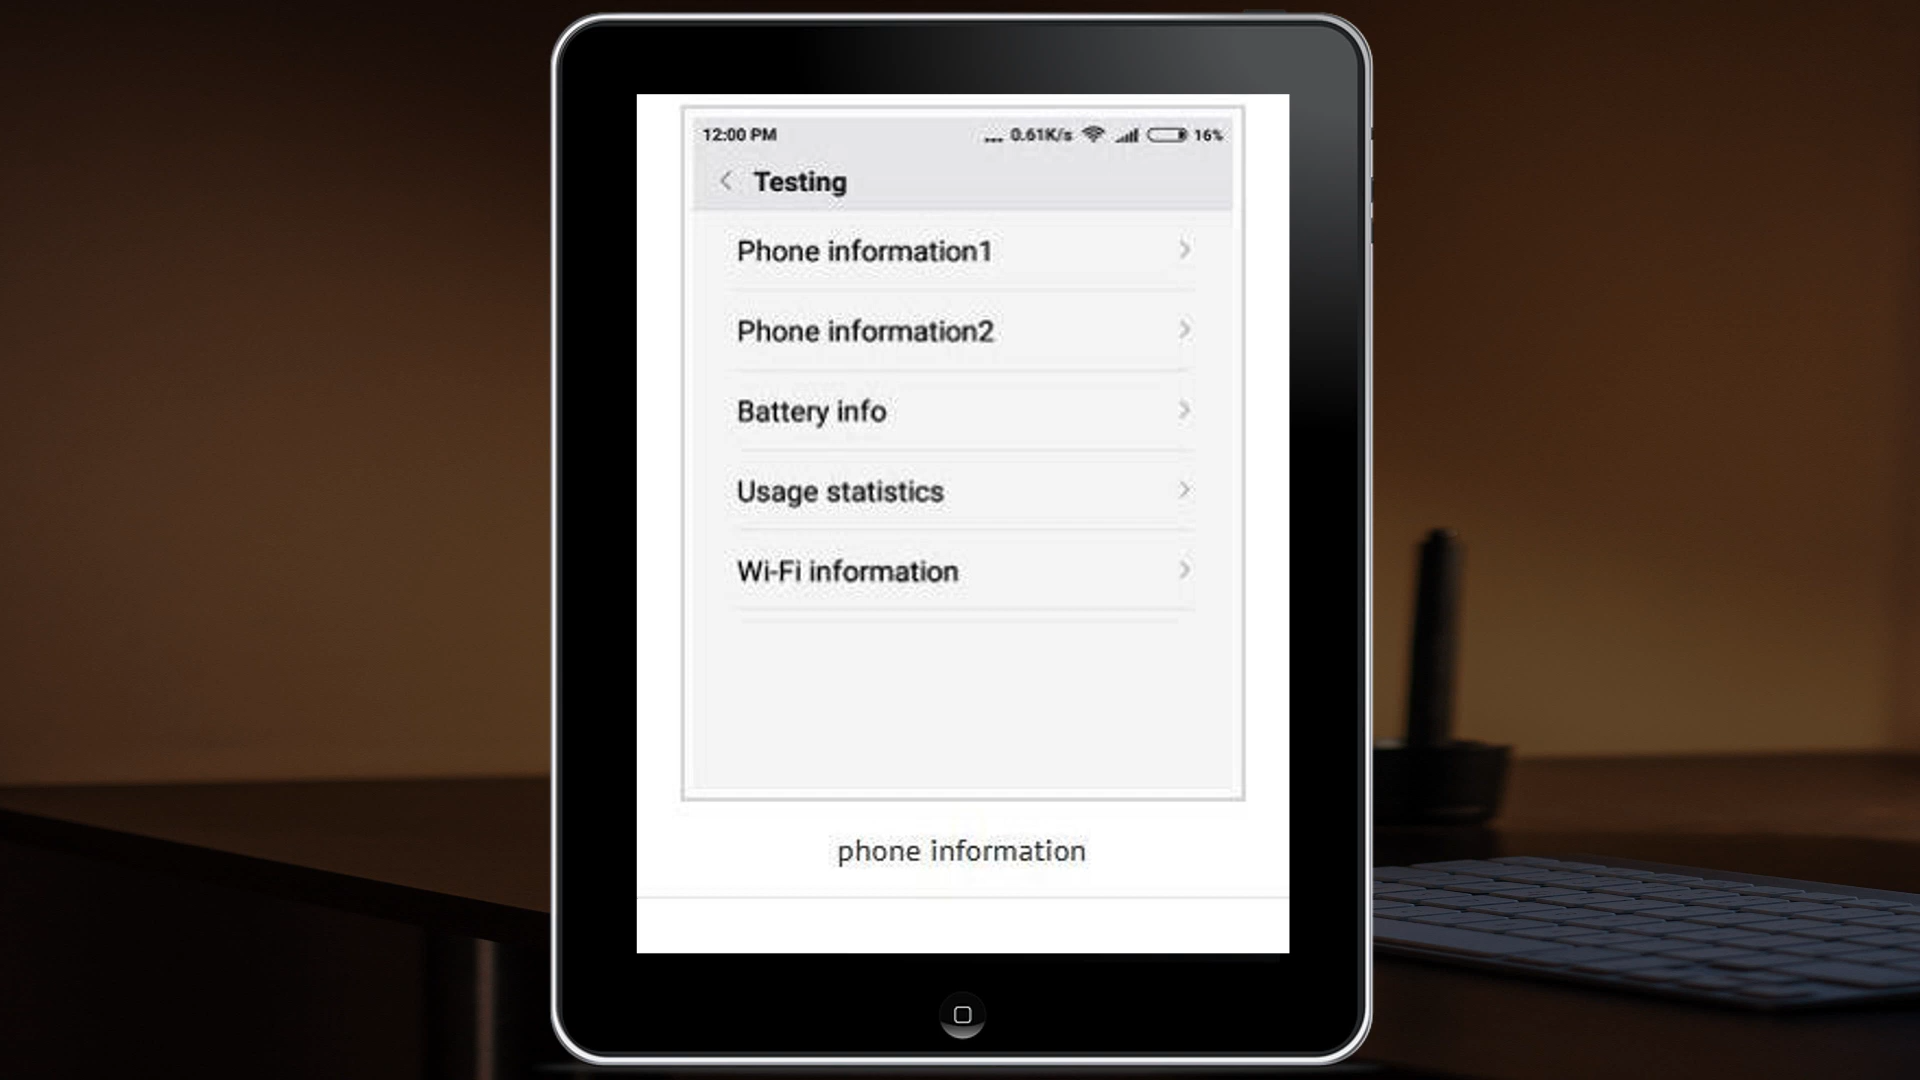 12:00 PM ... 0.61K/s 16%
Testing
Phone information1
Phone information2
Battery info
Usage statistics
Wi-Fi information
phone information